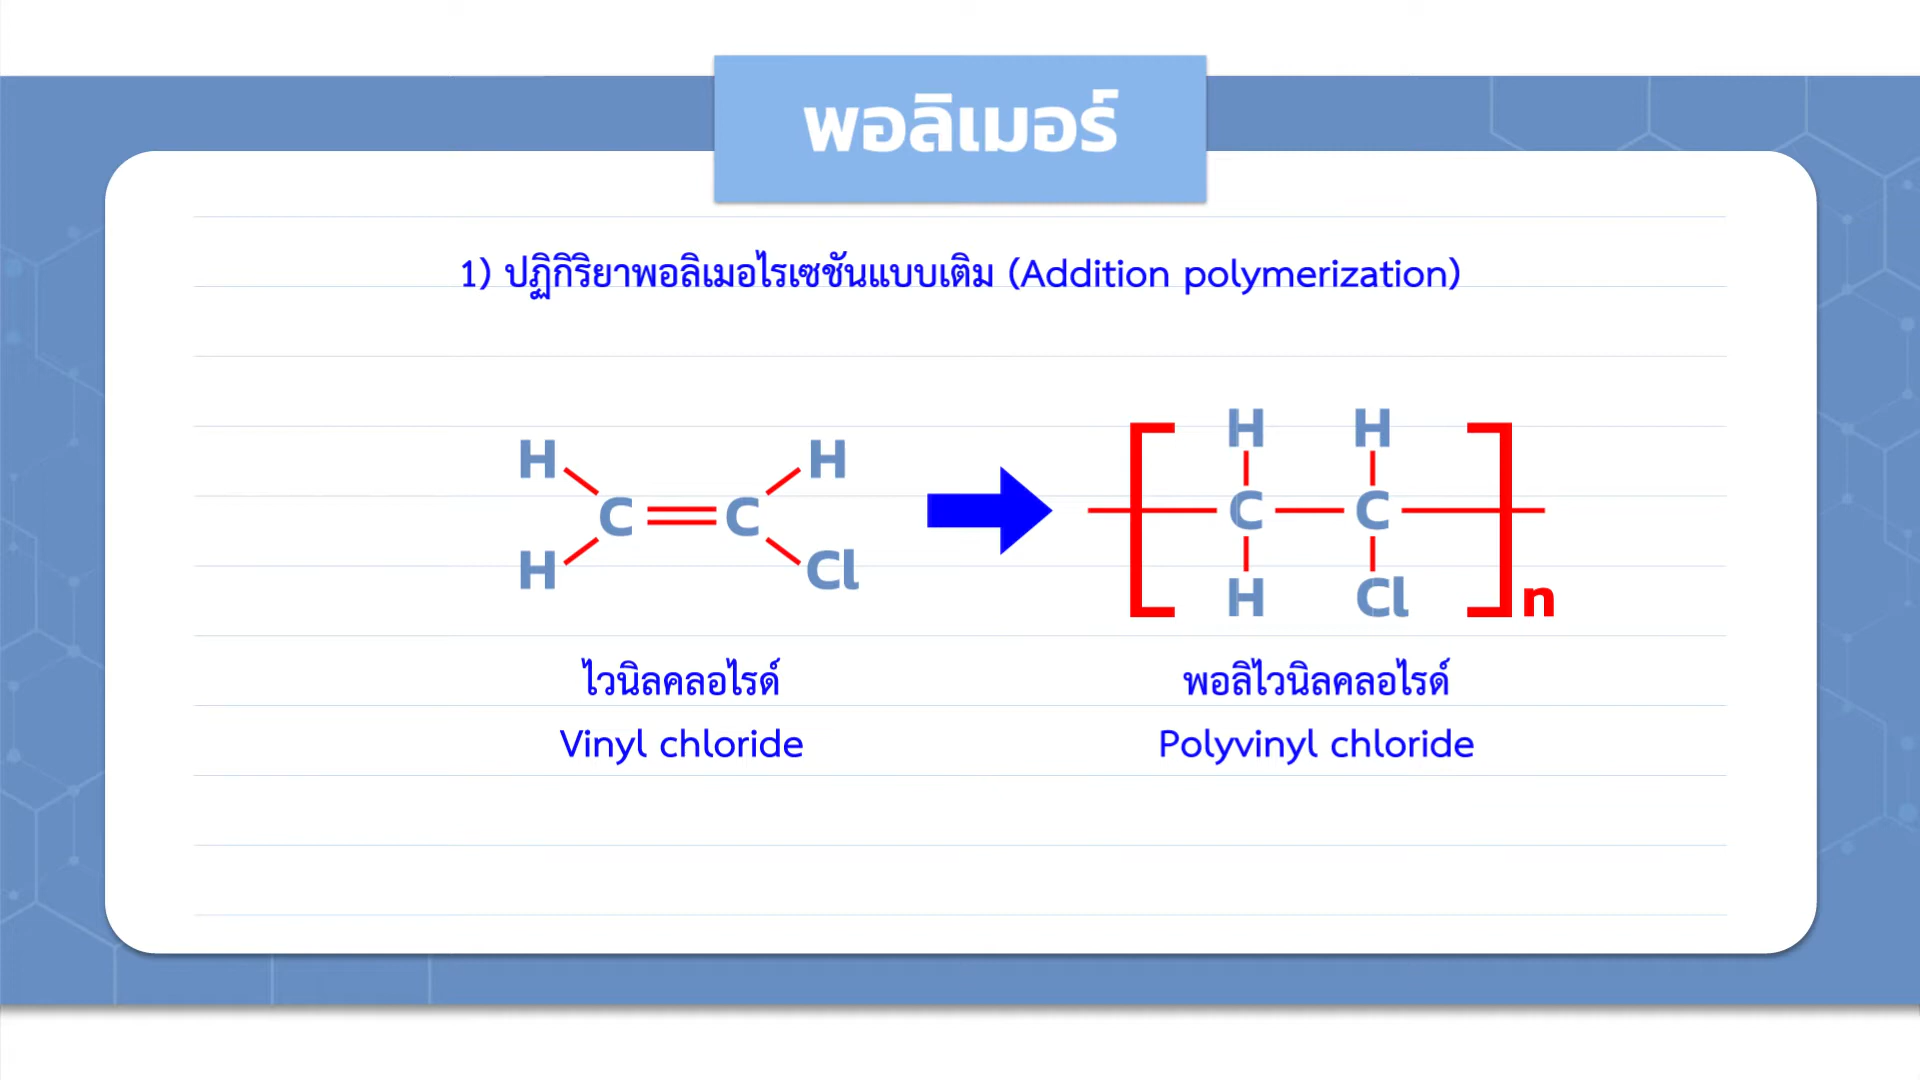 พอลิเมอร์
1) ปฏิกิริยาพอลิเมอไรเซชันแบบเติม (Addition polymerization)
H H
C C
H Cl
H H
C C
H Cl
n
ไวนิลคลอไรด์
Vinyl chloride
พอลิไวนิลคลอไรด์
Polyvinyl chloride